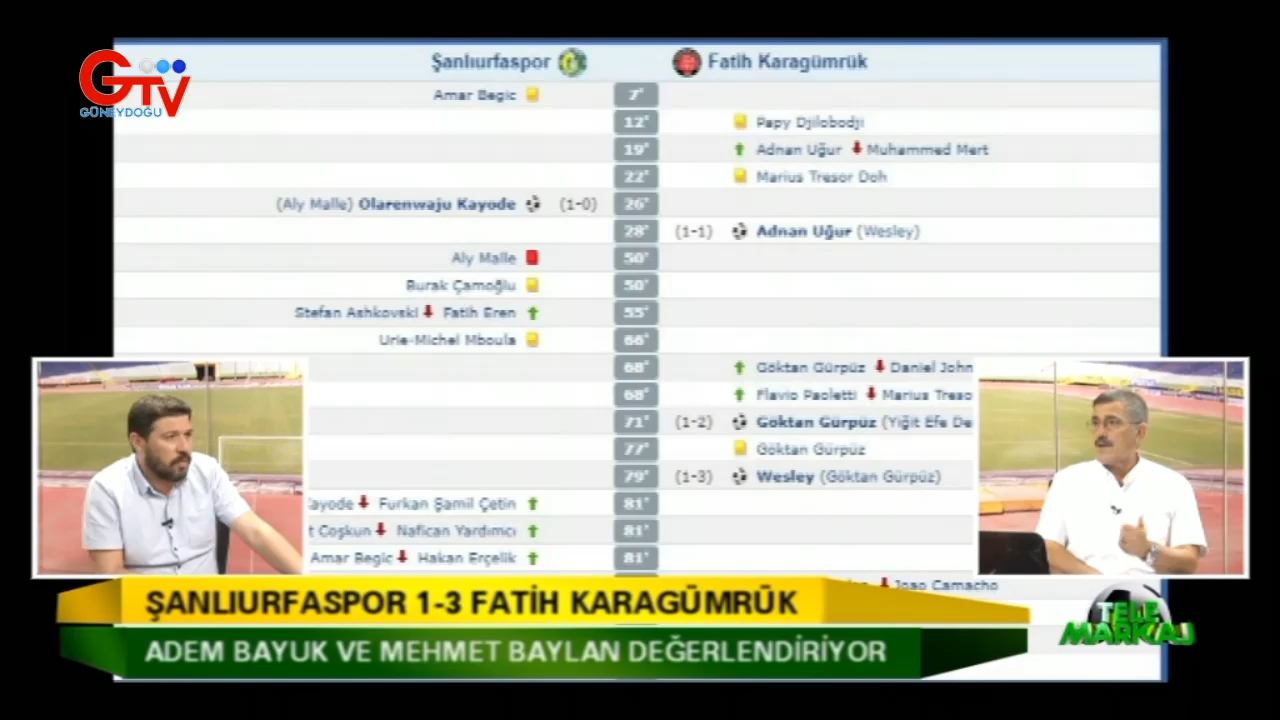 GTV
GÜNEYDOĞU
Şanlıurfaspor Fatih Karagümrük
Amar Begic 7'
12' Papy Djilobodji
19' Adnan Uğur Muhammed Mert
22' Marius Tresor Doh
(Aly Malle) Olarenwaju Kayode (1-0) 26'
28' (1-1) Adnan Uğur (Wesley)
Aly Malle 50'
Burak Çamoğlu 50'
Stefan Ashkovski Fatih Eren 55'
Urie-Michel Mboula 66'
68' Göktan Gürpüz Daniel John
68' Flavio Paoletti Marius Treso
71' (1-2) Göktan Gürpüz (Yiğit Efe De
77' Göktan Gürpüz
79' (1-3) Wesley (Göktan Gürpüz)
ayode Furkan Şamil Çetin 81'
t Coşkun Nafican Yardımcı 81'
Amar Begic Hakan Erçelik 81'
Joao Camacho
ŞANLIURFASPOR 1-3 FATİH KARAGÜMRÜK
ADEM BAYUK VE MEHMET BAYLAN DEĞERLENDİRİYOR
TELE
MARKAJ